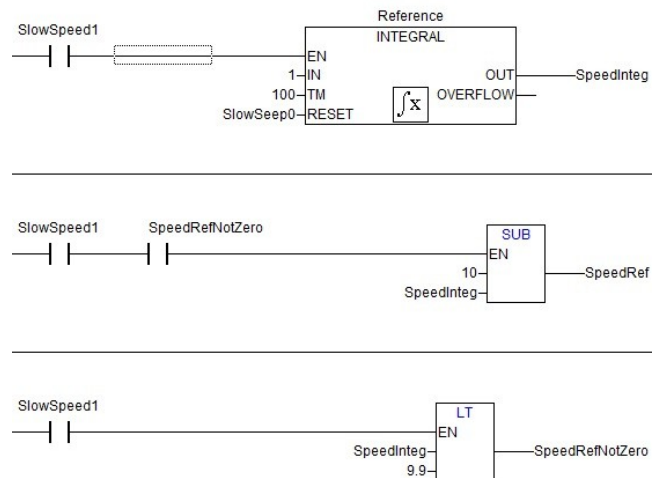 Reference
SlowSpeed1
INTEGRAL
EN
1 IN OUT SpeedInteg
100 TM OVERFLOW
SlowSeep0 RESET ∫x
SlowSpeed1 SpeedRefNotZero
SUB
EN
10 SpeedRef
SpeedInteg
SlowSpeed1
LT
EN
SpeedInteg SpeedRefNotZero
9.9